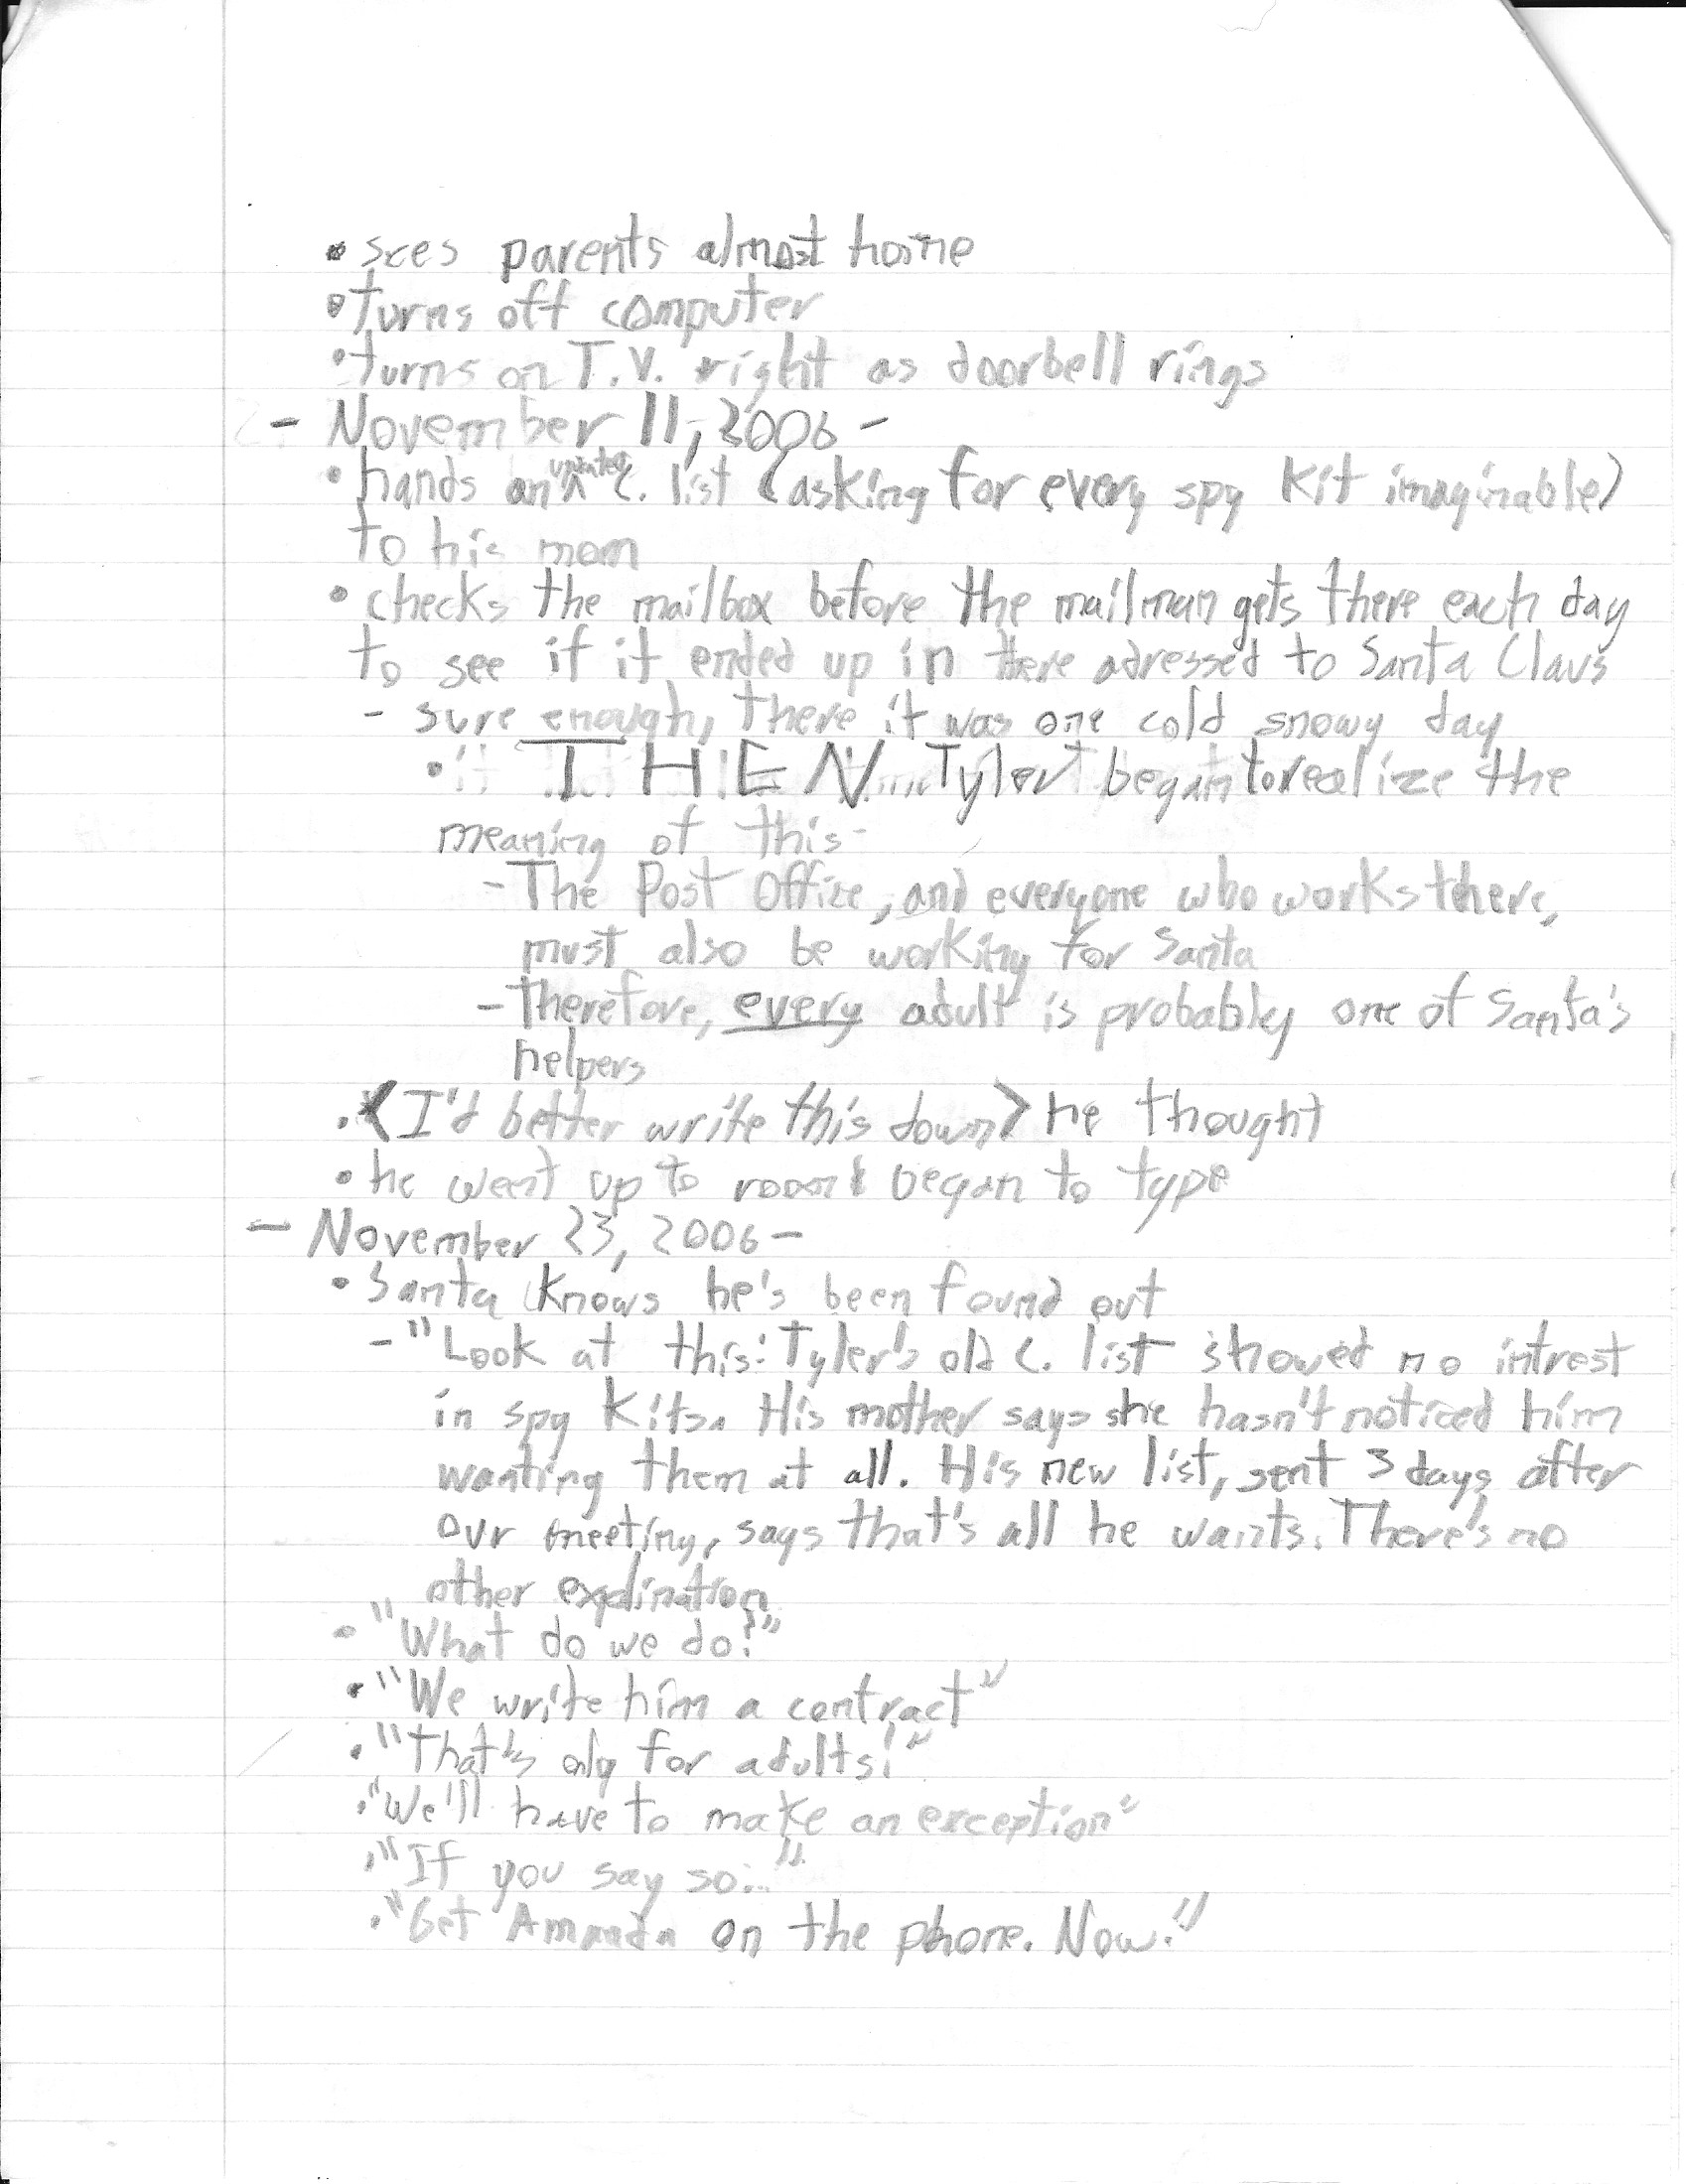 • sees parents almost home
• turns off computer
• turns on T.V. right as doorbell rings
- November 11, 2006 -
• hands an updated C. list (asking for every spy kit imaginable)
to his mom
• checks the mailbox before the mailman gets there each day
to see if it ended up in there adressed to Santa Claus
- sure enough, there it was one cold snowy day
• THEN.... Tyler began to realize the
meaning of this-
- The Post Office, and everyone who works there,
must also be working for Santa
- Therefore, every adult is probably one of Santa's
helpers
• <I'd better write this down> he thought
• he went up to room & began to type
- November 23, 2006 -
• Santa knows he's been found out
- "Look at this: Tyler's old C. list showed no intrest
in spy kits. His mother says she hasn't noticed him
wanting them at all. His new list, sent 3 days after
our meeting, says that's all he wants. There's no
other explination
• "What do we do?"
• "We write him a contract"
• "That's only for adults!"
• "We'll have to make an exception"
• "If you say so..."
• "Get Amanda on the phone. Now!"